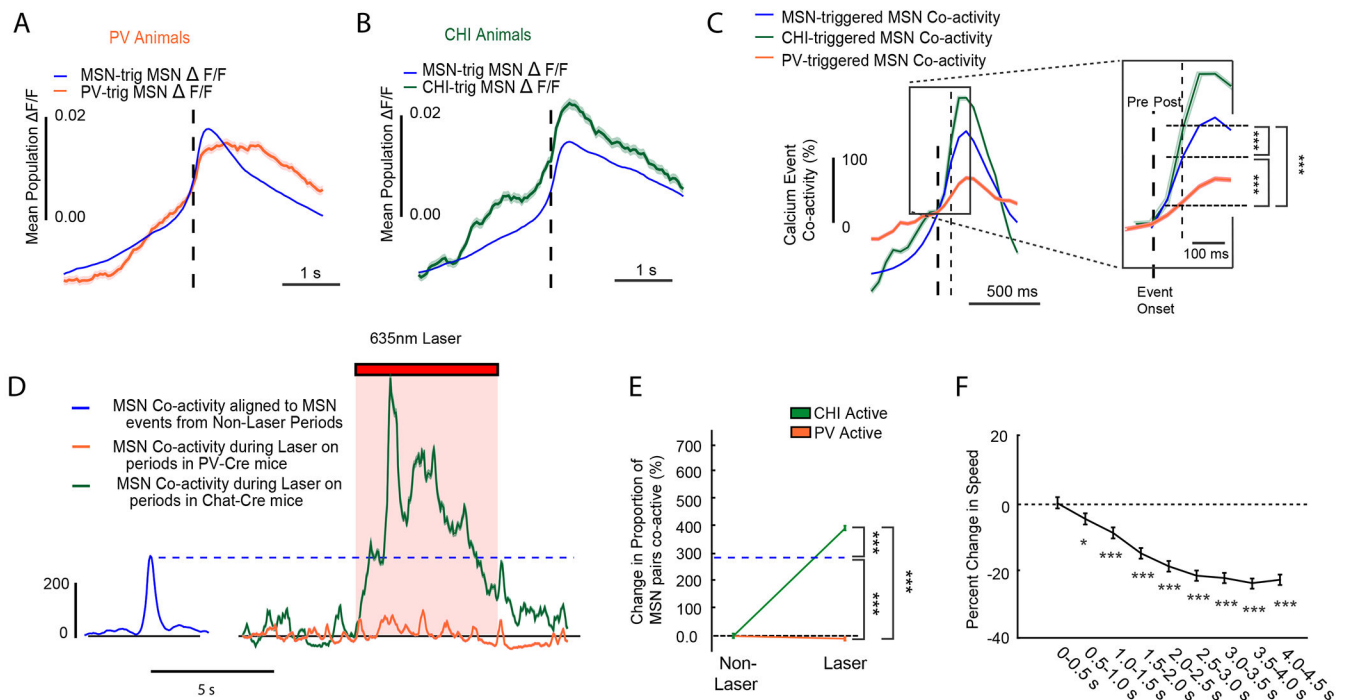 A
PV Animals
MSN-trig MSN Δ F/F
PV-trig MSN Δ F/F
Mean Population ΔF/F
0.02
0.00
1 s
B
CHI Animals
MSN-trig MSN Δ F/F
CHI-trig MSN Δ F/F
Mean Population ΔF/F
0.02
0.00
1 s
C
MSN-triggered MSN Co-activity
CHI-triggered MSN Co-activity
PV-triggered MSN Co-activity
Calcium Event
Co-activity (%)
100
0
500 ms
Pre Post
***
***
***
100 ms
Event
Onset
D
635nm Laser
MSN Co-activity aligned to MSN
events from Non-Laser Periods
MSN Co-activity during Laser on
periods in PV-Cre mice
MSN Co-activity during Laser on
periods in Chat-Cre mice
200
0
5 s
E
CHI Active
PV Active
Change in Proportion of
MSN pairs co-active (%)
700
600
500
400
300
200
100
0.0
***
***
***
Non-
Laser
Laser
F
Percent Change in Speed
20
0
-20
-40
*
***
***
***
***
***
***
***
0-0.5 s
0.5-1.0 s
1.0-1.5 s
1.5-2.0 s
2.0-2.5 s
2.5-3.0 s
3.0-3.5 s
3.5-4.0 s
4.0-4.5 s